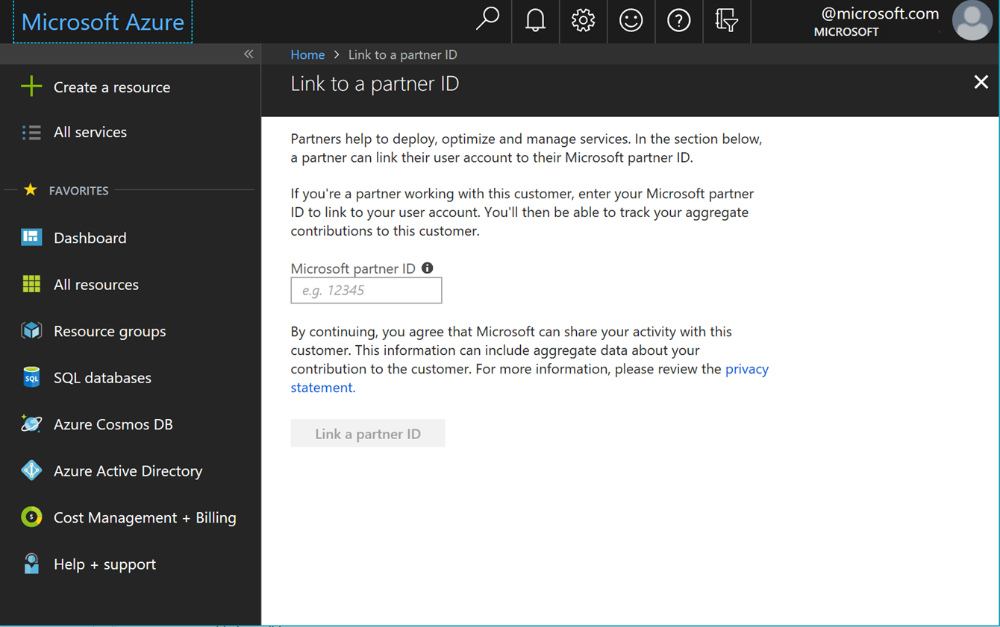 Microsoft Azure
@microsoft.com
MICROSOFT
Home > Link to a partner ID
Link to a partner ID
Create a resource
All services
FAVORITES
Dashboard
All resources
Resource groups
SQL databases
Azure Cosmos DB
Azure Active Directory
Cost Management + Billing
Help + support
Partners help to deploy, optimize and manage services. In the section below,
a partner can link their user account to their Microsoft partner ID.
If you're a partner working with this customer, enter your Microsoft partner
ID to link to your user account. You'll then be able to track your aggregate
contributions to this customer.
Microsoft partner ID
e.g. 12345
By continuing, you agree that Microsoft can share your activity with this
customer. This information can include aggregate data about your
contribution to the customer. For more information, please review the privacy
statement.
Link a partner ID